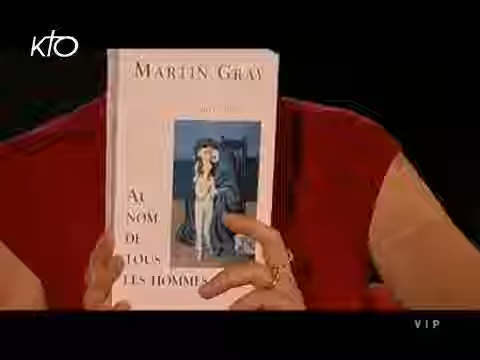 KTO
MARTIN GRAY
AU
NOM
DE
TOUS
LES HOMMES
VIP